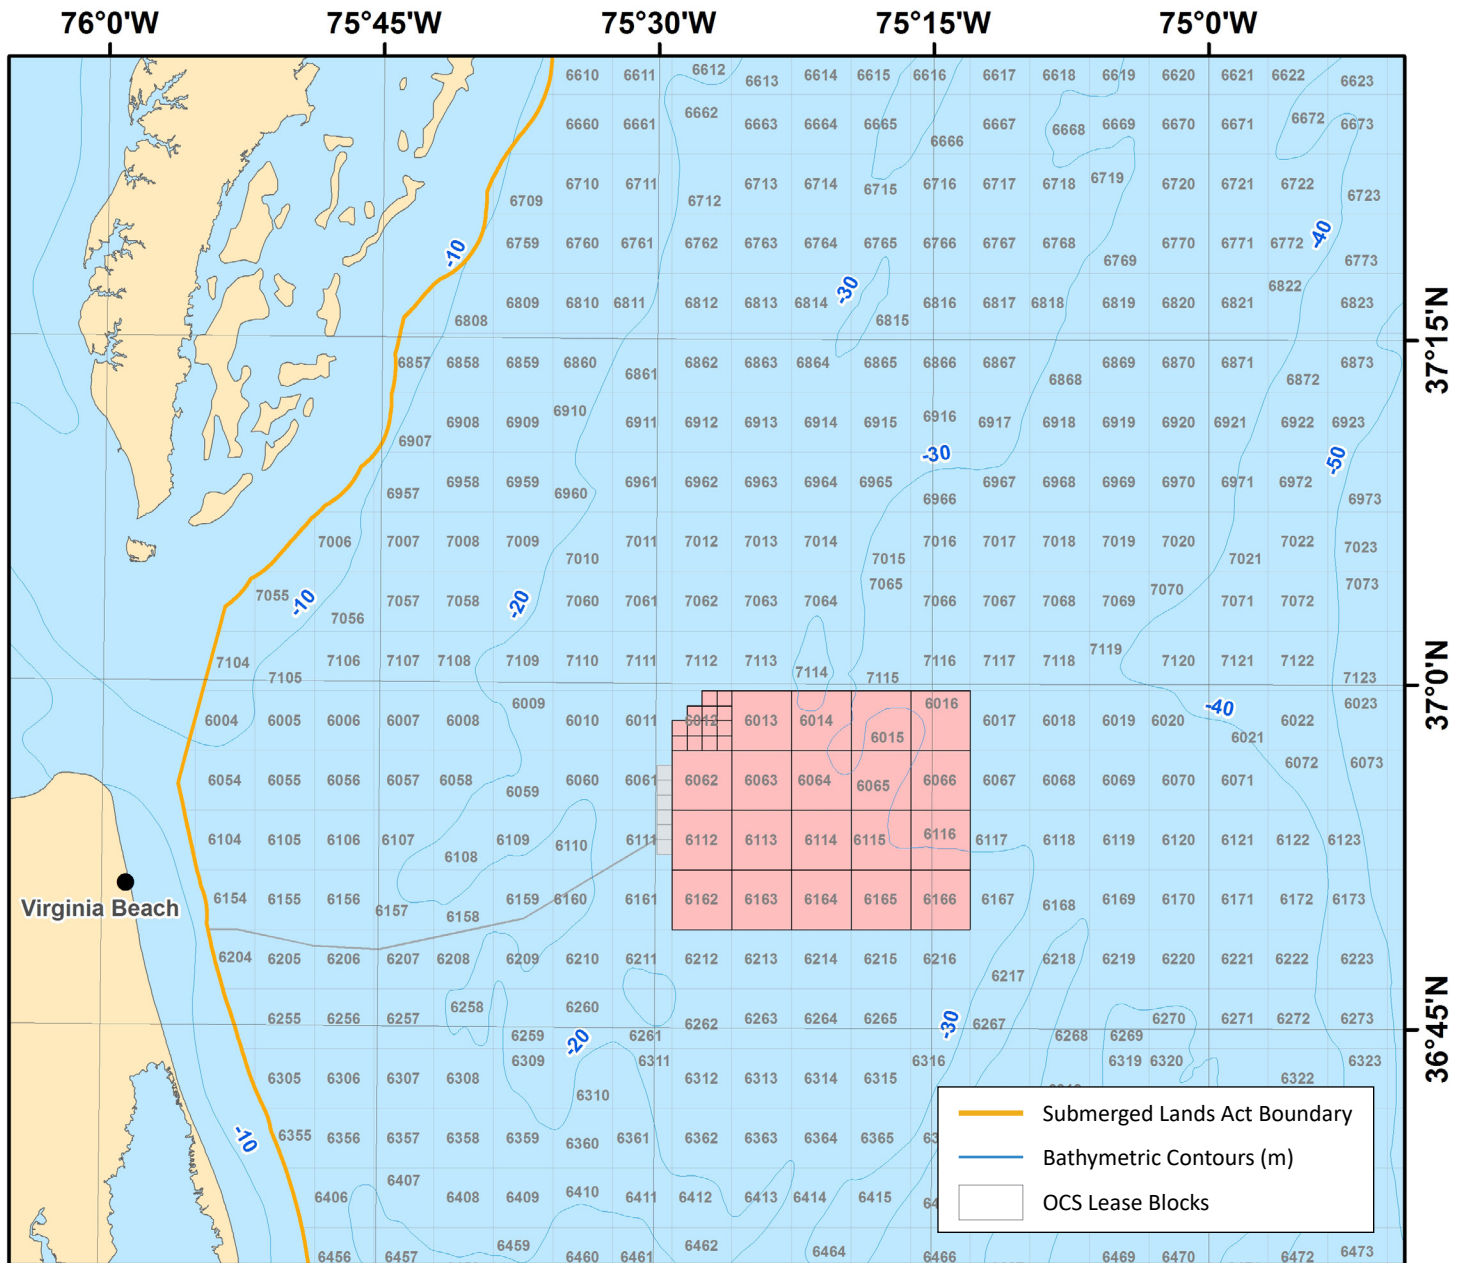 76°0'W 75°45'W 75°30'W 75°15'W 75°0'W
6610 6611 6612 6613 6614 6615 6616 6617 6618 6619 6620 6621 6622 6623
6660 6661 6662 6663 6664 6665 6666 6667 6668 6669 6670 6671 6672 6673
6710 6711 6713 6714 6715 6716 6717 6718 6719 6720 6721 6722 6723
6709 6712
-10 6759 6760 6761 6762 6763 6764 6765 6766 6767 6768 6769 6770 6771 6772 -40 6773
-30 6822
6808 6809 6810 6811 6812 6813 6814 6815 6816 6817 6818 6819 6820 6821 6823
37°15'N
6857 6858 6859 6860 6861 6862 6863 6864 6865 6866 6867 6868 6869 6870 6871 6872 6873
6907 6908 6909 6910 6911 6912 6913 6914 6915 6916 6917 6918 6919 6920 6921 6922 6923
-30 -50
6957 6958 6959 6960 6961 6962 6963 6964 6965 6966 6967 6968 6969 6970 6971 6972 6973
7006 7007 7008 7009 7010 7011 7012 7013 7014 7015 7016 7017 7018 7019 7020 7021 7022 7023
7055 -10 7056 7057 7058 -20 7060 7061 7062 7063 7064 7065 7066 7067 7068 7069 7070 7071 7072 7073
7104 7105 7106 7107 7108 7109 7110 7111 7112 7113 7114 7115 7116 7117 7118 7119 7120 7121 7122 7123
37°0'N
6004 6005 6006 6007 6008 6009 6010 6011 6012 6013 6014 6015 6016 6017 6018 6019 6020 -40 6021 6022 6023
6054 6055 6056 6057 6058 6059 6060 6061 6062 6063 6064 6065 6066 6067 6068 6069 6070 6071 6072 6073
6104 6105 6106 6107 6108 6109 6110 6111 6112 6113 6114 6115 6116 6117 6118 6119 6120 6121 6122 6123
Virginia Beach
6154 6155 6156 6157 6158 6159 6160 6161 6162 6163 6164 6165 6166 6167 6168 6169 6170 6171 6172 6173
6204 6205 6206 6207 6208 6209 6210 6211 6212 6213 6214 6215 6216 6217 6218 6219 6220 6221 6222 6223
6255 6256 6257 6258 6259 6260 6261 6262 6263 6264 6265 -30 6267 6268 6269 6270 6271 6272 6273
36°45'N
-20
6305 6306 6307 6308 6309 6310 6311 6312 6313 6314 6315 6316 6319 6320 6322 6323
-10 6355 6356 6357 6358 6359 6360 6361 6362 6363 6364 6365
6406 6407 6408 6409 6410 6411 6412 6413 6414 6415
6456 6457 6459 6460 6461 6462 6464 6466 6469 6470 6472 6473
Submerged Lands Act Boundary
Bathymetric Contours (m)
OCS Lease Blocks